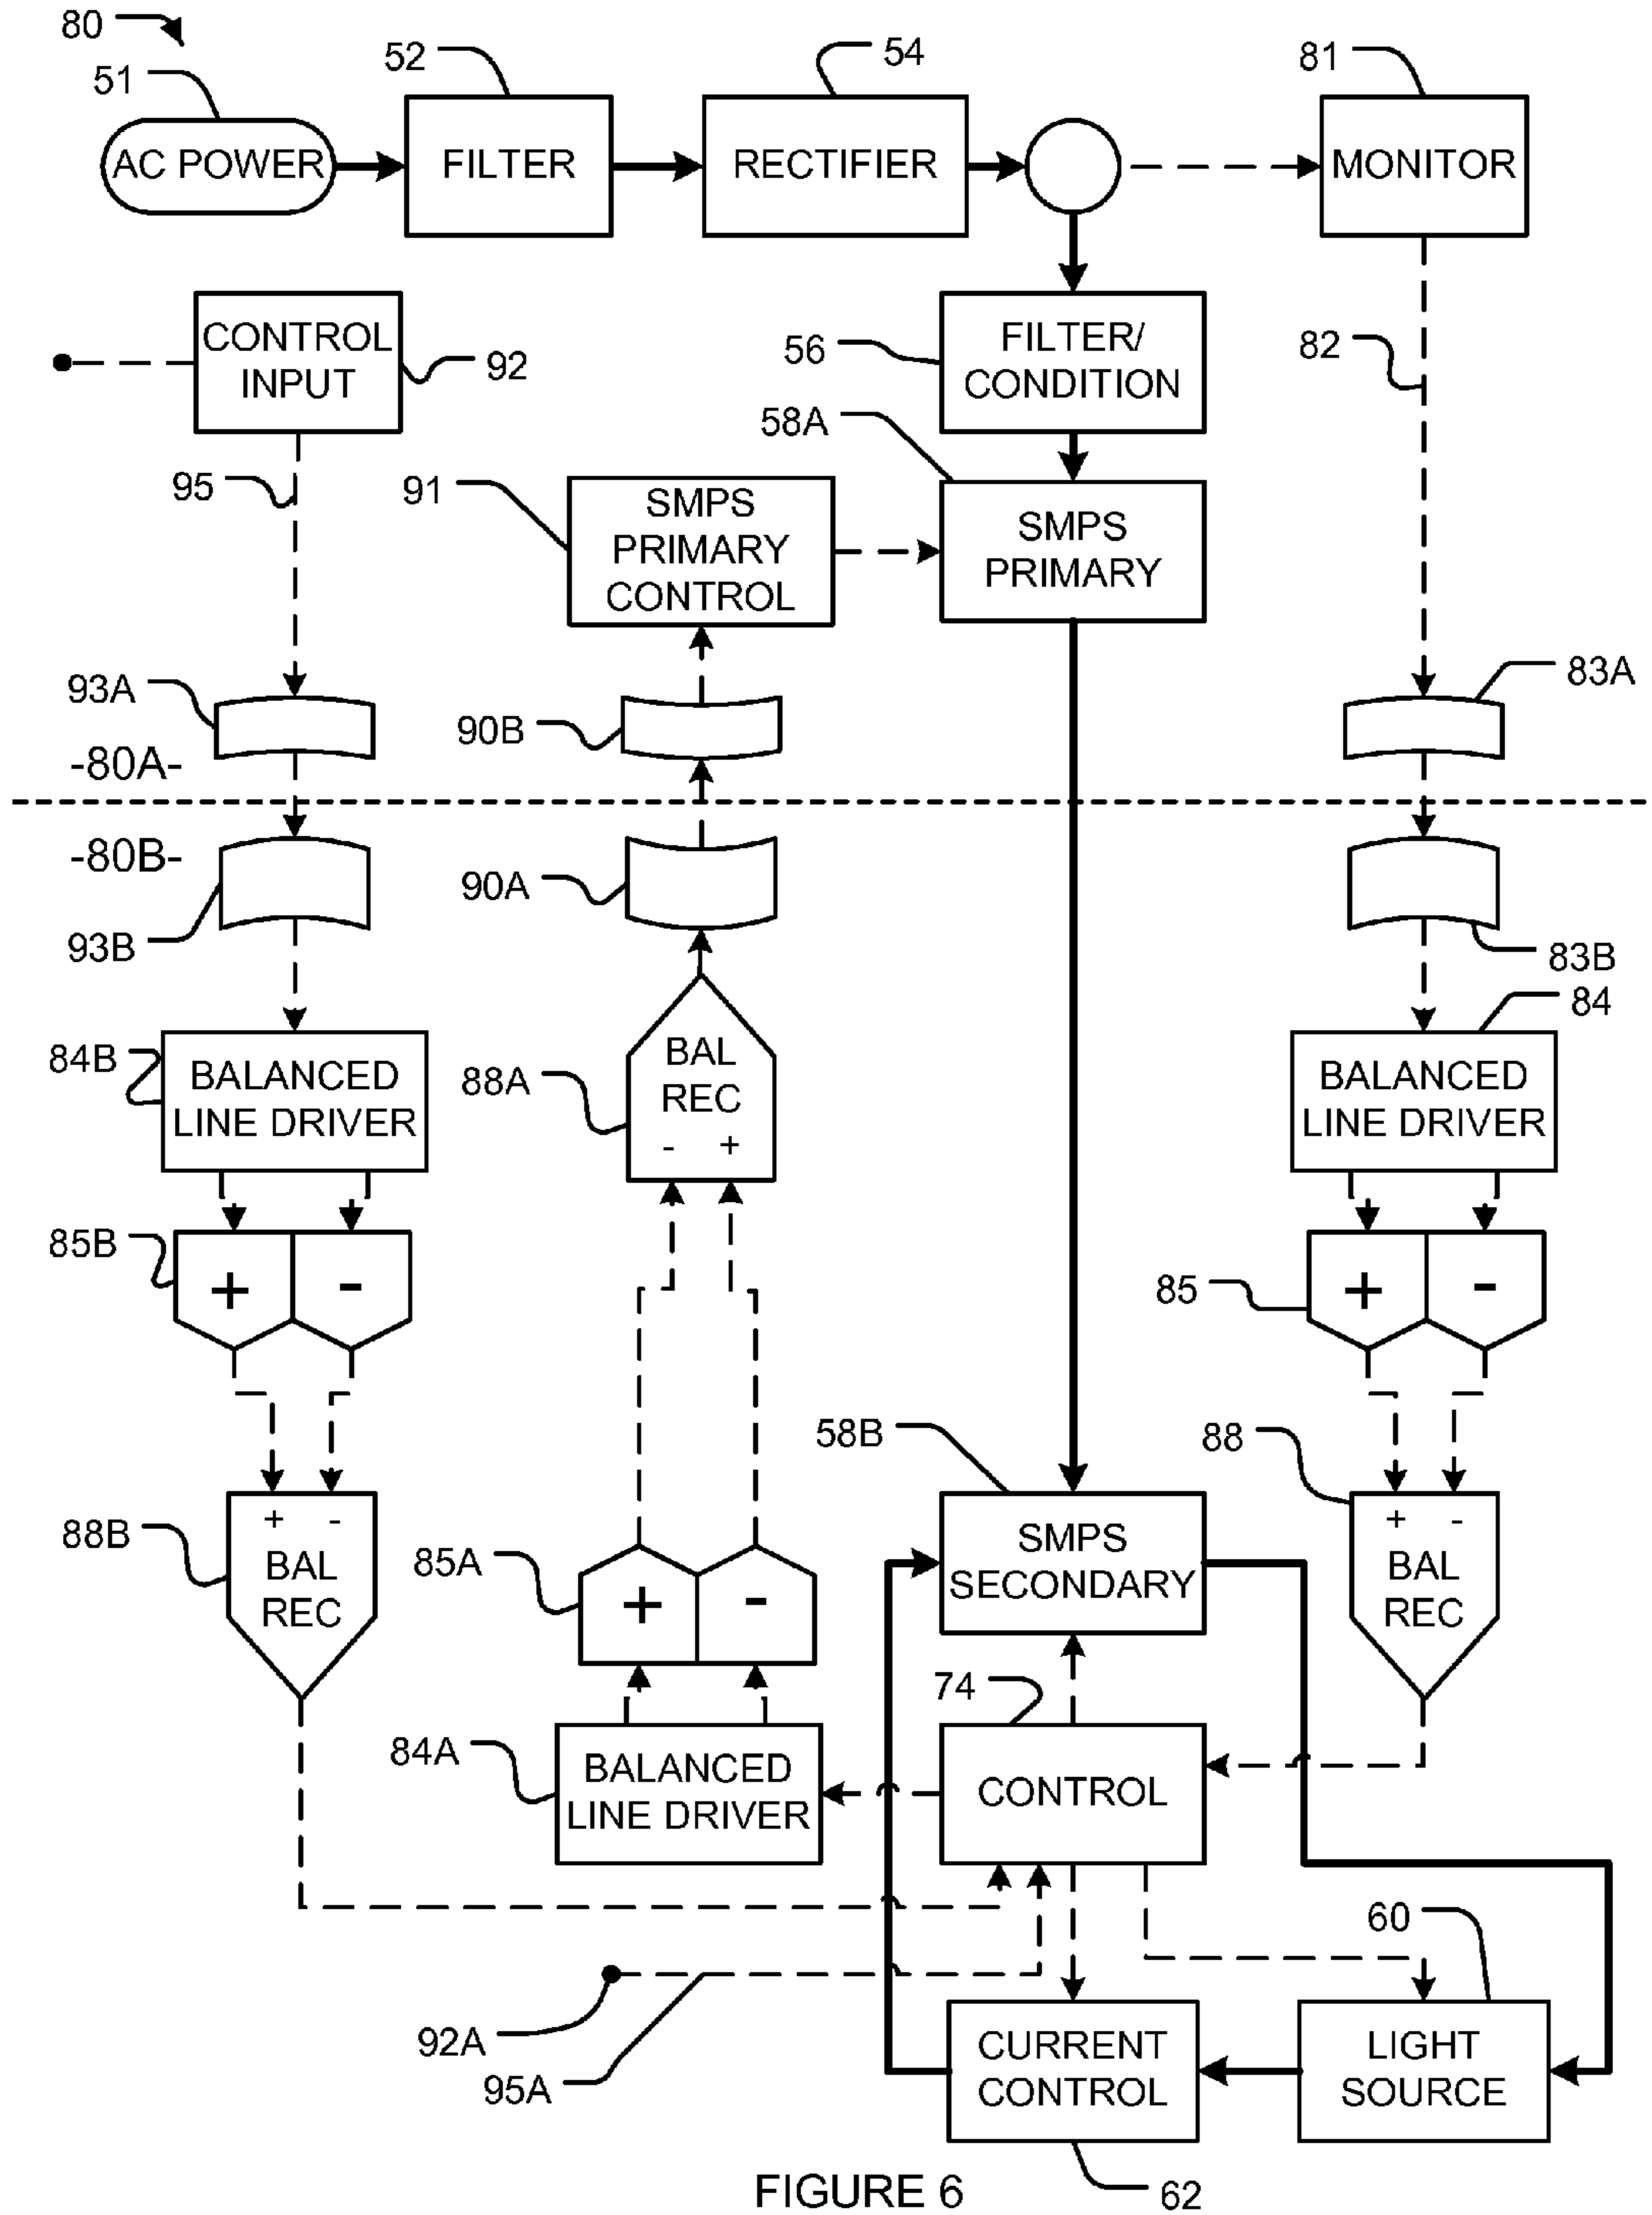 80
51
52
54
81
AC POWER
FILTER
RECTIFIER
MONITOR
CONTROL
INPUT
92
56
FILTER/
CONDITION
82
58A
95
91
SMPS
PRIMARY
CONTROL
SMPS
PRIMARY
93A
90B
83A
-80A-
-80B-
90A
93B
83B
84
84B
BALANCED
LINE DRIVER
88A
BAL
REC
- +
BALANCED
LINE DRIVER
85B
+ -
85
+ -
58B
88
88B
+ -
BAL
REC
85A
+ -
SMPS
SECONDARY
+ -
BAL
REC
74
84A
BALANCED
LINE DRIVER
CONTROL
60
92A
95A
CURRENT
CONTROL
LIGHT
SOURCE
62
FIGURE 6